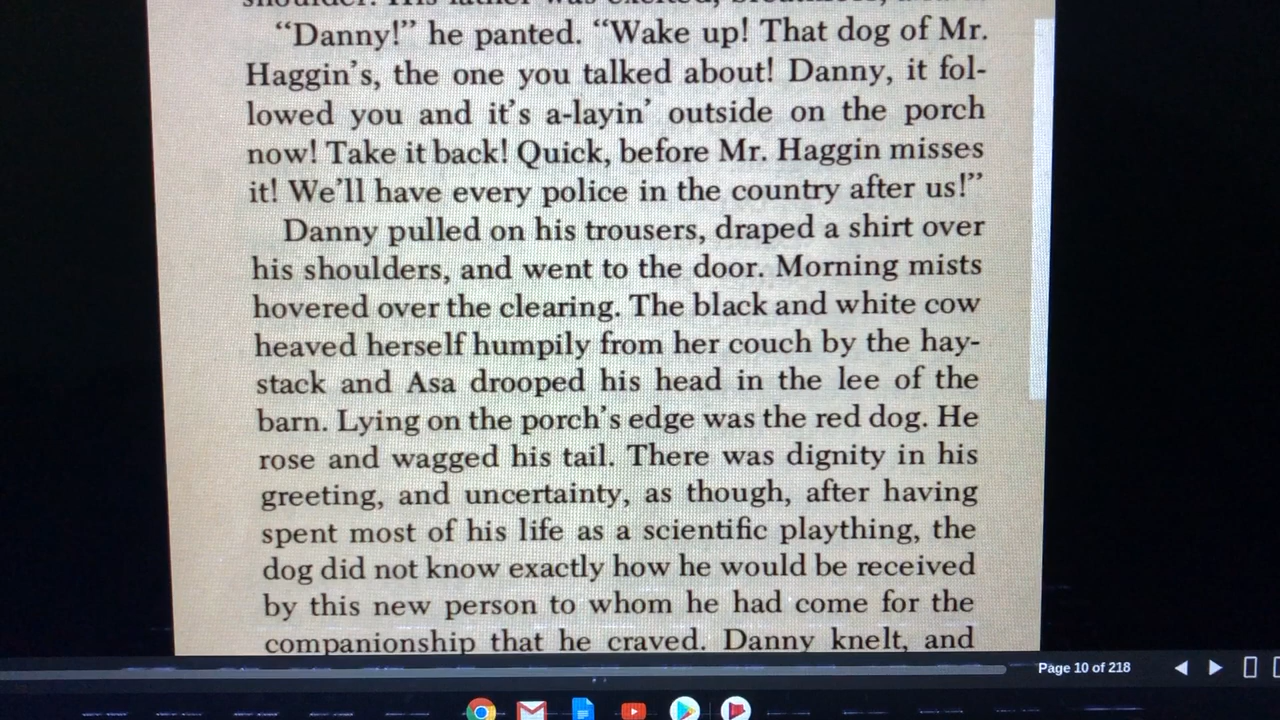 “Danny!” he panted. “Wake up! That dog of Mr.
Haggin’s, the one you talked about! Danny, it fol-
lowed you and it’s a-layin’ outside on the porch
now! Take it back! Quick, before Mr. Haggin misses
it! We’ll have every police in the country after us!”
Danny pulled on his trousers, draped a shirt over
his shoulders, and went to the door. Morning mists
hovered over the clearing. The black and white cow
heaved herself humpily from her couch by the hay-
stack and Asa drooped his head in the lee of the
barn. Lying on the porch’s edge was the red dog. He
rose and wagged his tail. There was dignity in his
greeting, and uncertainty, as though, after having
spent most of his life as a scientific plaything, the
dog did not know exactly how he would be received
by this new person to whom he had come for the
companionship that he craved. Danny knelt, and
Page 10 of 218